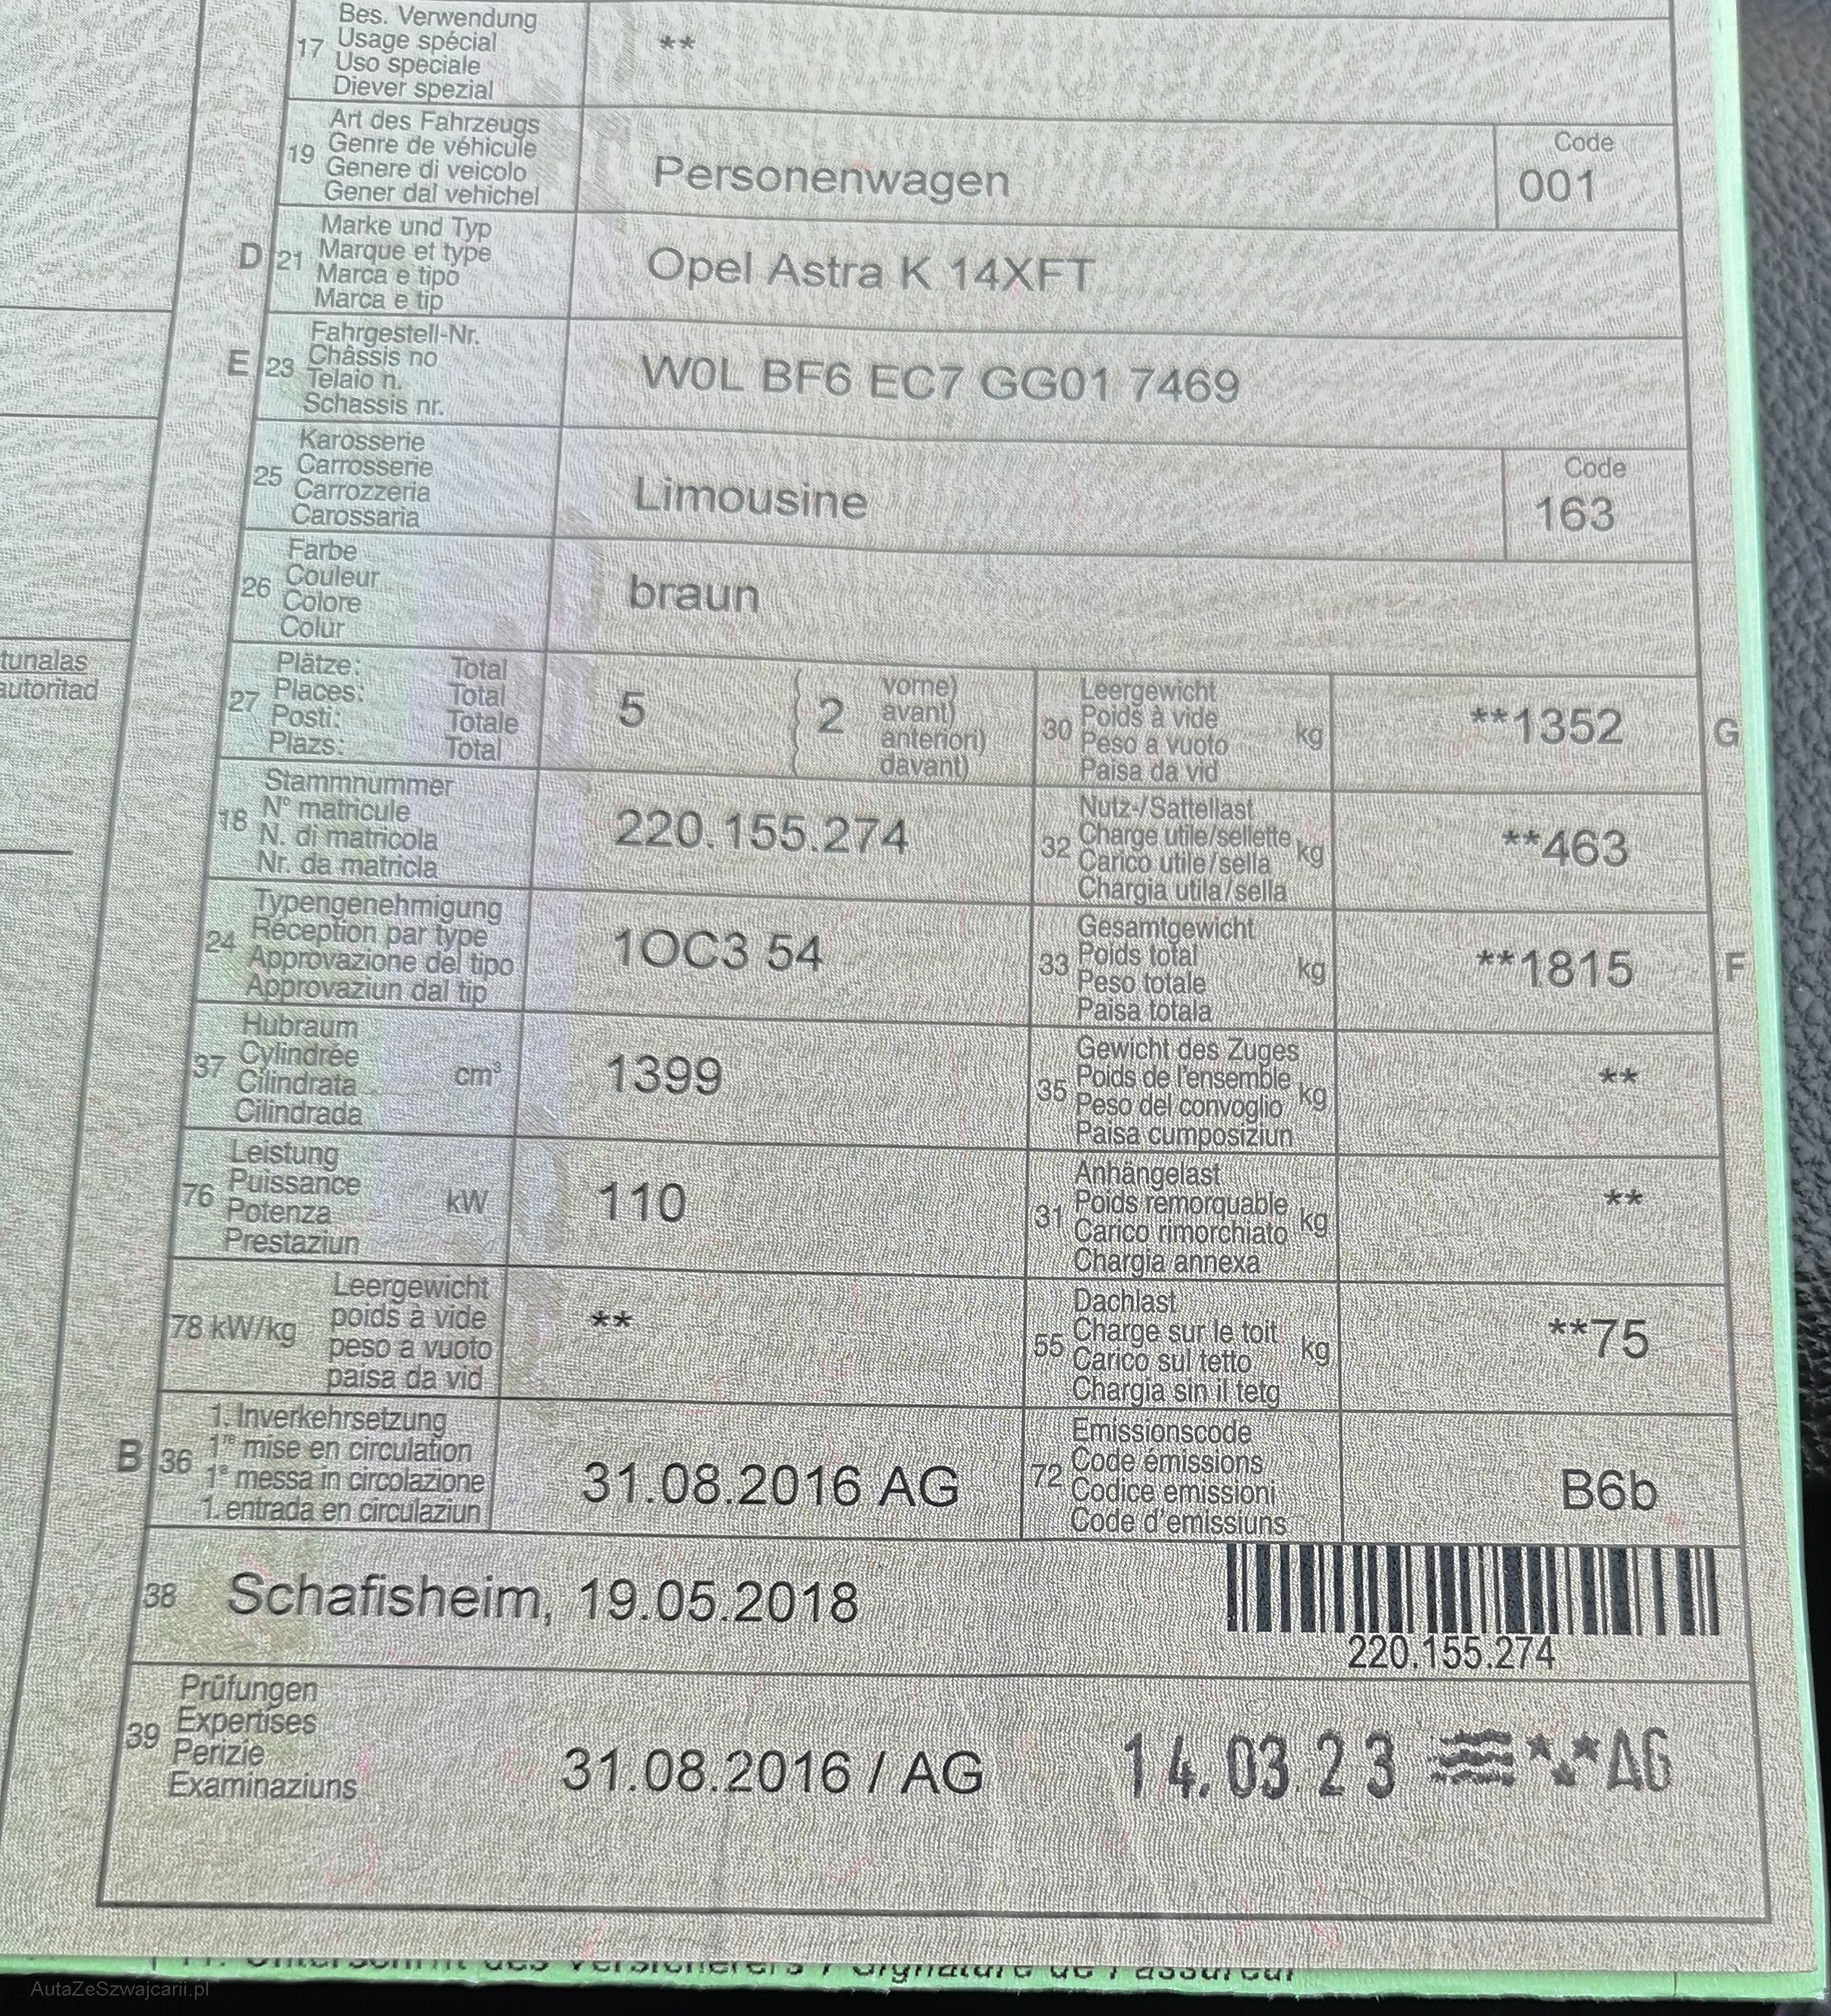 Bes. Verwendung
17 Usage spécial
Uso speciale
Diever spezial
**
Art des Fahrzeugs
19 Genre de véhicule
Genere di veicolo
Gener dal vehichel
Personenwagen
Code
001
Marke und Typ
D 21 Marque et type
Marca e tipo
Marca e tip
Opel Astra K 14XFT
Fahrgestell-Nr.
E 23 Châssis no
Telaio n.
Schassis nr.
W0L BF6 EC7 GG01 7469
Karosserie
25 Carrosserie
Carrozzeria
Carossaria
Limousine
Code
163
Farbe
26 Couleur
Colore
Colur
braun
tunalas
autoritad
Plätze: Total
27 Places: Total
Posti: Totale
Plazs: Total
5
2
vorne)
avant)
anteriori)
davant)
Leergewicht
30 Poids à vide kg
Peso a vuoto
Paisa da vid
**1352
G
Stammnummer
18 N° matricule
N. di matricola
Nr. da matricla
220.155.274
Nutz-/Sattellast
32 Charge utile/sellette kg
Carico utile/sella
Chargia utila/sella
**463
Typengenehmigung
24 Réception par type
Approvazione del tipo
Approvaziun dal tip
1OC3 54
Gesamtgewicht
33 Poids total kg
Peso totale
Paisa totala
**1815
F
Hubraum
37 Cylindrée cm³
Cilindrata
Cilindrada
1399
Gewicht des Zuges
35 Poids de l'ensemble kg
Peso del convoglio
Paisa cumposiziun
**
Leistung
76 Puissance kW
Potenza
Prestaziun
110
Anhängelast
31 Poids remorquable kg
Carico rimorchiato
Chargia annexa
**
Leergewicht
78 kW/kg poids à vide
peso a vuoto
paisa da vid
**
Dachlast
55 Charge sur le toit kg
Carico sul tetto
Chargia sin il tetg
**75
1. Inverkehrsetzung
B 36 1re mise en circulation
1a messa in circolazione
1. entrada en circulaziun
31.08.2016 AG
Emissionscode
72 Code émissions
Codice emissioni
Code d'emissiuns
B6b
38 Schafisheim, 19.05.2018
220.155.274
Prüfungen
39 Expertises
Perizie
Examinaziuns
31.08.2016 / AG
14.03.23 **AG
Unterschrift des Versicherers / Signature de l'assureur
AutaZeSzwajcarii.pl